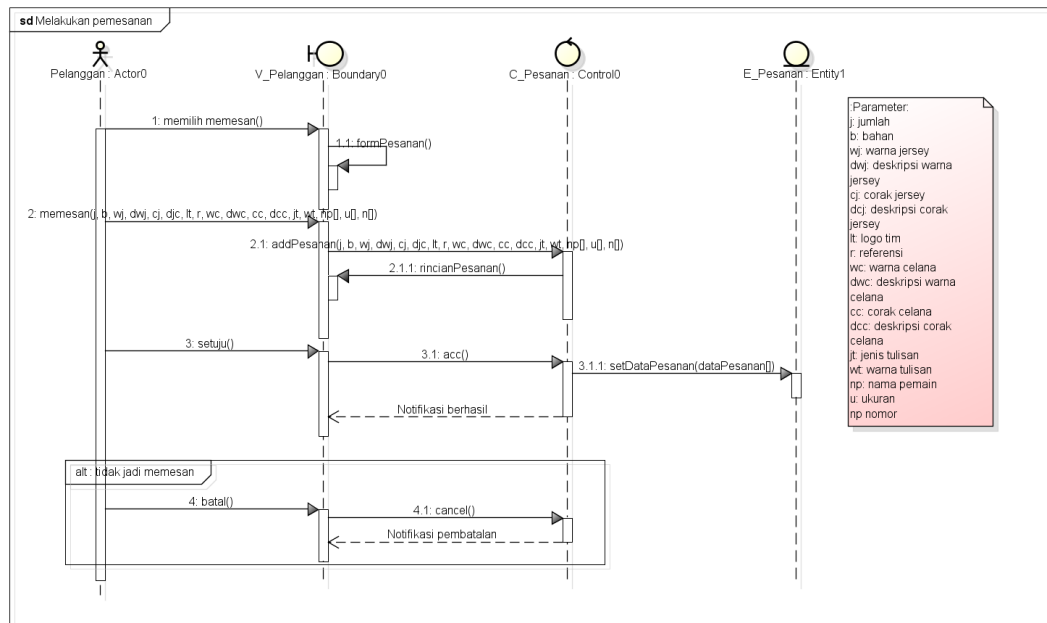 sd Melakukan pemesanan
Pelanggan : Actor0
V_Pelanggan : Boundary0
C_Pesanan : Control0
E_Pesanan : Entity1
1: memilih memesan()
1.1: formPesanan()
2: memesan(j, b, wj, dwj, cj, djc, lt, r, wc, dwc, cc, dcc, jt, wt, np[], u[], n[])
2.1: addPesanan(j, b, wj, dwj, cj, djc, lt, r, wc, dwc, cc, dcc, jt, wt, np[], u[], n[])
2.1.1: rincianPesanan()
3: setuju()
3.1: acc()
3.1.1: setDataPesanan(dataPesanan[])
Notifikasi berhasil
alt : tidak jadi memesan
4: batal()
4.1: cancel()
Notifikasi pembatalan
:Parameter:
j: jumlah
b: bahan
wj: warna jersey
dwj: deskripsi warna
jersey
cj: corak jersey
dcj: deskripsi corak
jersey
lt: logo tim
r: referensi
wc: warna celana
dwc: deskripsi warna
celana
cc: corak celana
dcc: deskripsi corak
celana
jt: jenis tulisan
wt: warna tulisan
np: nama pemain
u: ukuran
np nomor